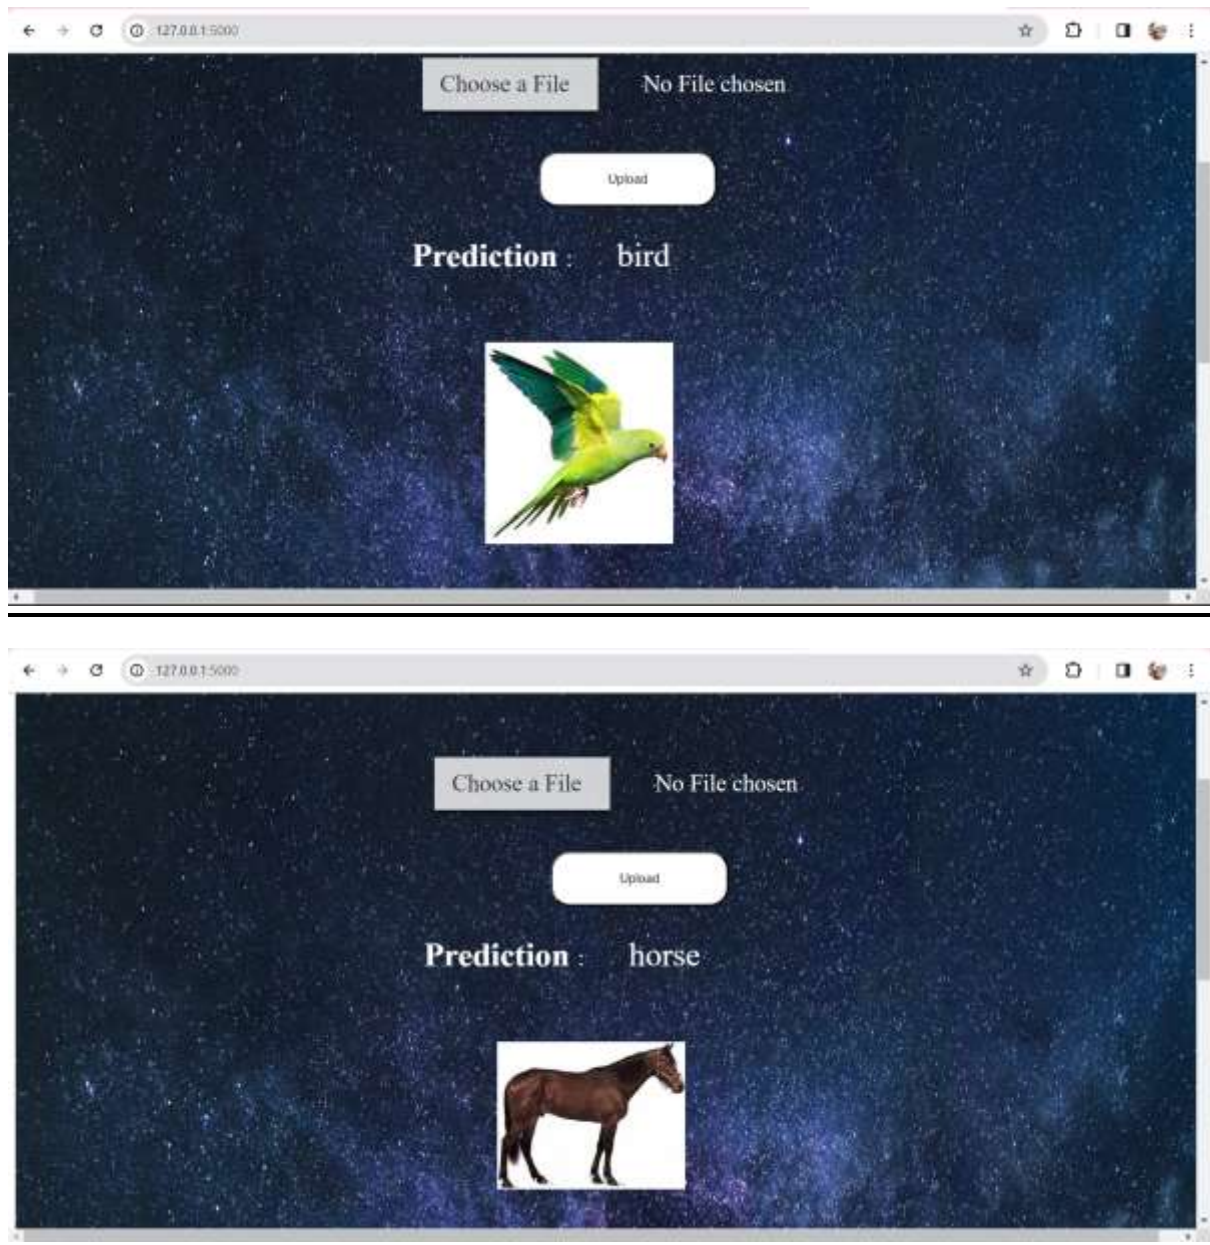 127.0.0.1:5000
Choose a File No File chosen
Upload
Prediction : bird
127.0.0.1:5000
Choose a File No File chosen
Upload
Prediction : horse